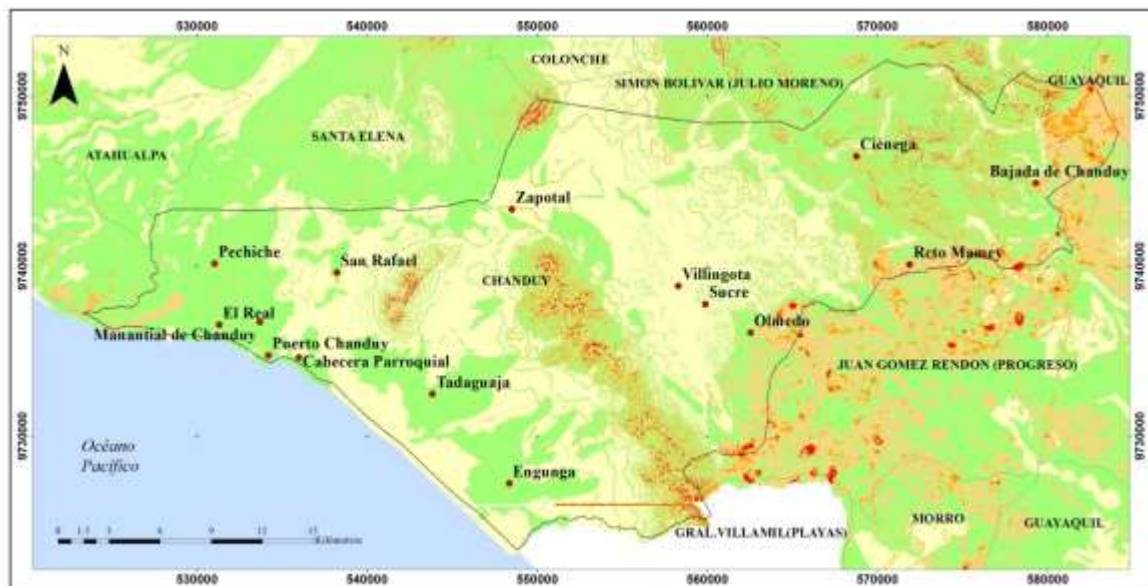 530000 540000 550000 560000 570000 580000
N
COLONCHE
SIMON BOLIVAR (JULIO MORENO)
GUAYAQUIL
9750000
9750000
SANTA ELENA
ATAHUALPA
Ciénega
Bajada de Chanduy
Zapotal
Pechiche
San Rafael
CHANDUY
Villingota
Sucre
Rcto Mamey
9740000
9740000
El Real
Manantial de Chanduy
Puerto Chanduy
Cabecera Parroquial
Olmedo
JUAN GOMEZ RENDON (PROGRESO)
Tadaguaja
9730000
9730000
Océano
Pacífico
Engunga
MORRO
GUAYAQUIL
GRAL.VILLAMIL(PLAYAS)
Kilometros
530000 540000 550000 560000 570000 580000